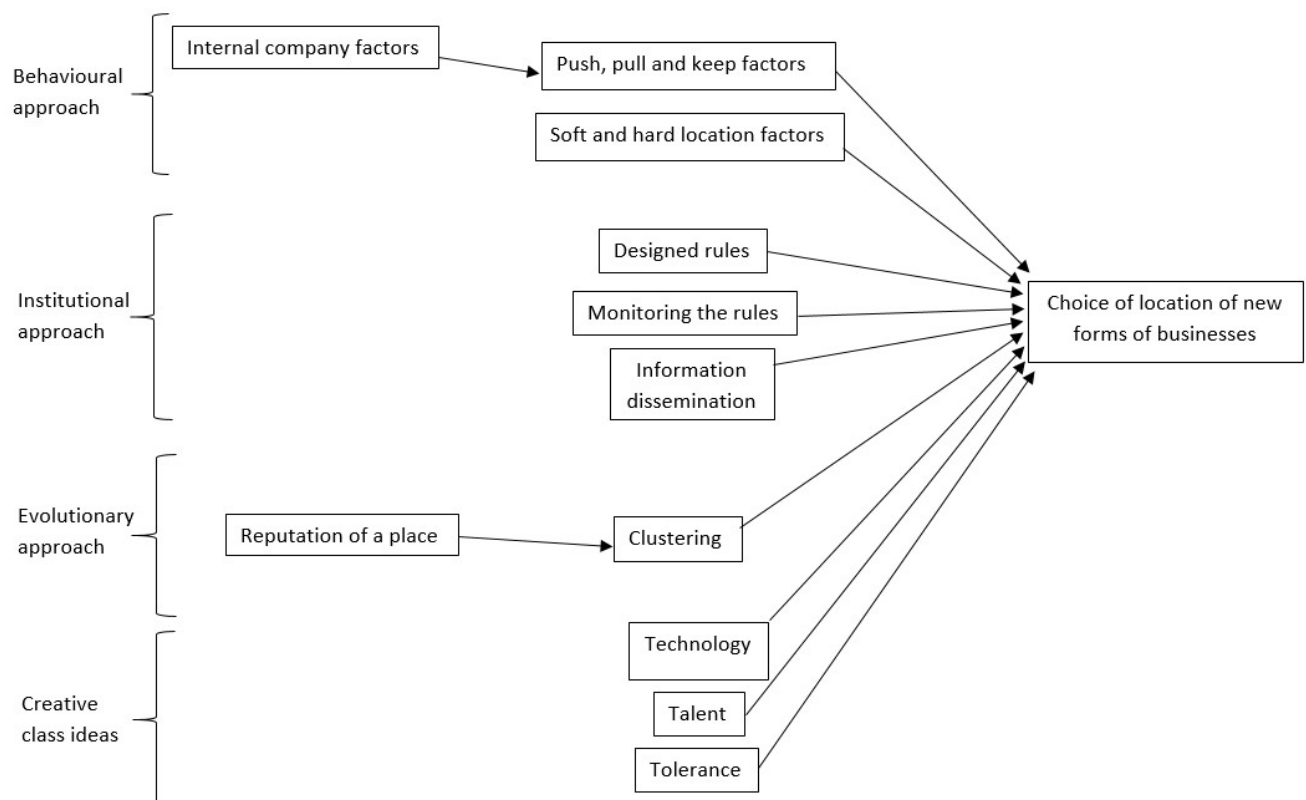 Behavioural
approach
Internal company factors
Push, pull and keep factors
Soft and hard location factors
Institutional
approach
Designed rules
Monitoring the rules
Information
dissemination
Choice of location of new
forms of businesses
Evolutionary
approach
Reputation of a place
Clustering
Creative
class ideas
Technology
Talent
Tolerance